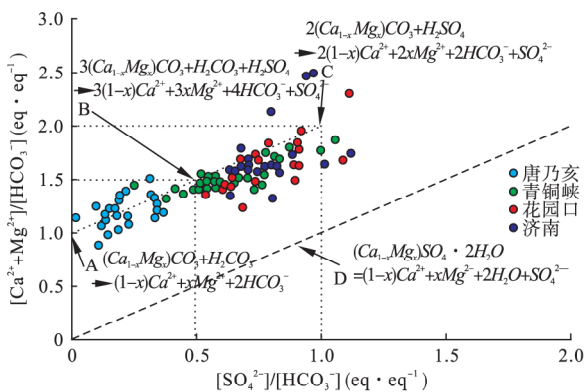 [Ca²⁺+Mg²⁺]/[HCO₃⁻] (eq · eq⁻¹)
3.0
2.5
2.0
1.5
1.0
0.5
0
2(Ca₁₋ₓMgₓ)CO₃+H₂SO₄
2(1-x)Ca²⁺+2xMg²⁺+2HCO₃⁻+SO₄²⁻
C
3(Ca₁₋ₓMgₓ)CO₃+H₂CO₃+H₂SO₄
3(1-x)Ca²⁺+3xMg²⁺+4HCO₃⁻+SO₄²⁻
B
唐乃亥
青铜峡
花园口
济南
A
(Ca₁₋ₓMgₓ)CO₃+H₂CO₃
(1-x)Ca²⁺+xMg²⁺+2HCO₃⁻
D
(Ca₁₋ₓMgₓ)SO₄ · 2H₂O
=(1-x)Ca²⁺+xMg²⁻+2H₂O+SO₄²⁻
0.5
1.0
2.0
[SO₄²⁻]/[HCO₃⁻] (eq · eq⁻¹)